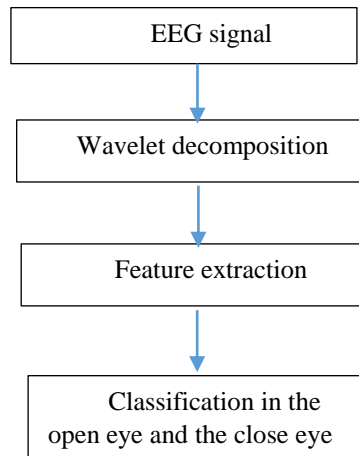 EEG signal
Wavelet decomposition
Feature extraction
Classification in the
open eye and the close eye